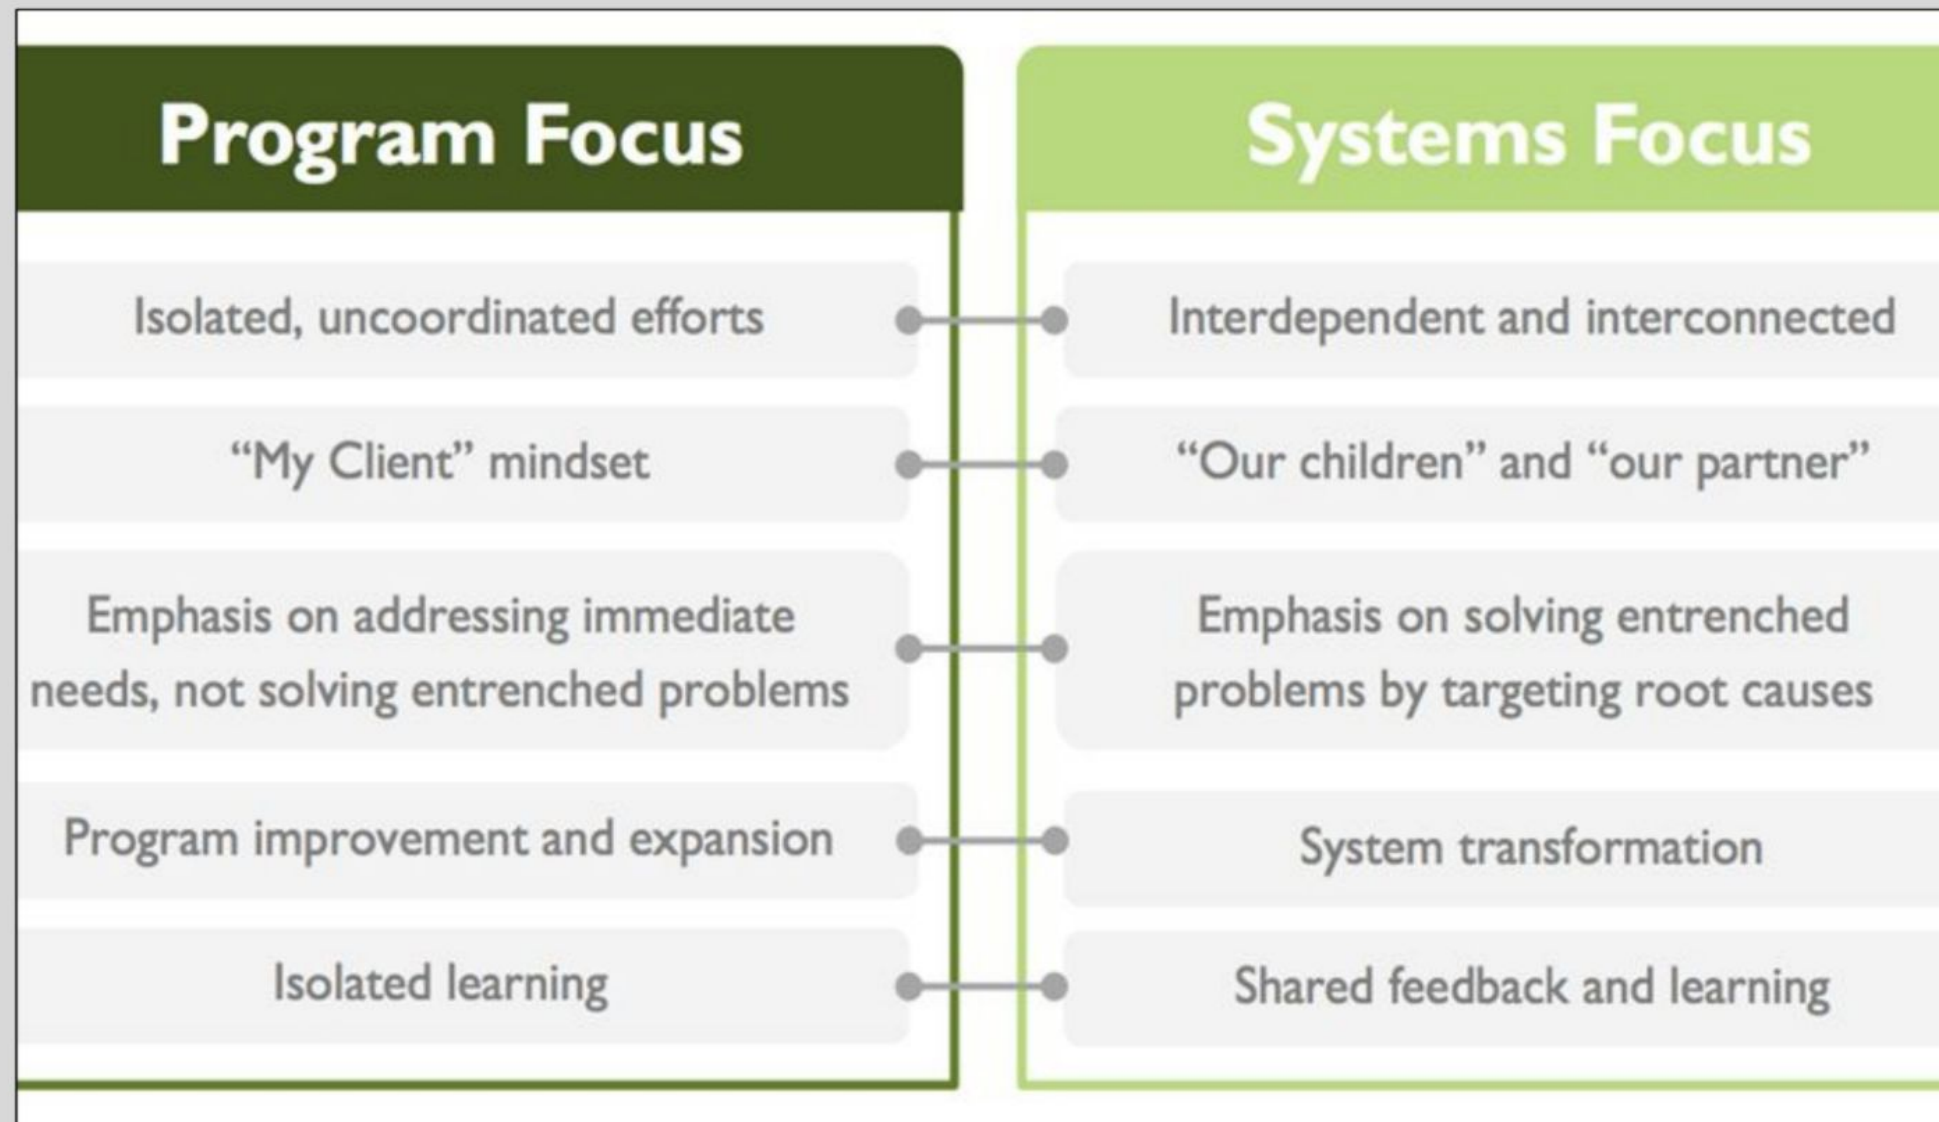 Program Focus
Isolated, uncoordinated efforts
“My Client” mindset
Emphasis on addressing immediate
needs, not solving entrenched problems
Program improvement and expansion
Isolated learning
Systems Focus
Interdependent and interconnected
“Our children” and “our partner”
Emphasis on solving entrenched
problems by targeting root causes
System transformation
Shared feedback and learning